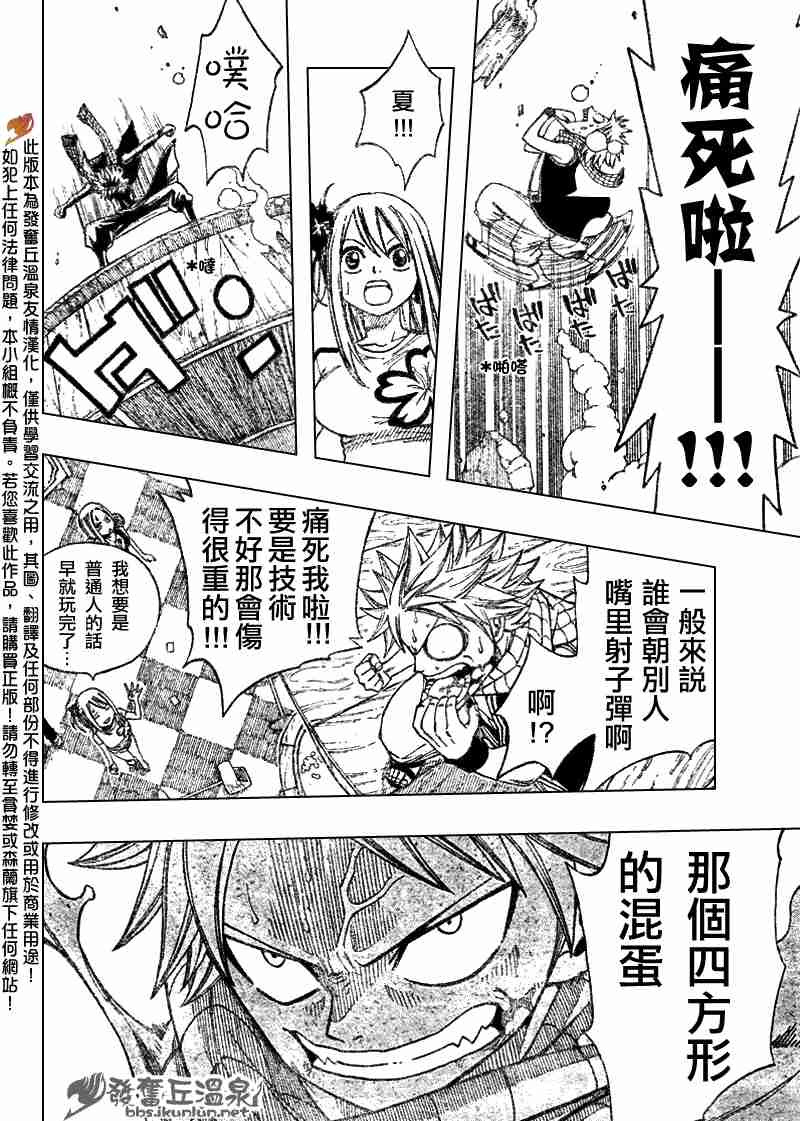 痛死啦——!!!
ばた
ばた
ばた
ばた
*啪嗒
夏!!!
噗哈
*噠
ダン
一般來說
誰會朝別人
嘴里射子彈啊
啊!?
痛死我啦!!!
要是技術
不好那會傷
得很重的!!!
我想要是
普通人的話
早就玩完了…
那個四方形
的混蛋
此版本為發奮丘溫泉友情漢化，僅供學習交流之用，其圖、翻譯及任何部份不得進行修改或用於商業用途！
如犯上任何法律問題，本小組概不負責。若您喜歡此作品，請購買正版！請勿轉至貪婪或森蘭旗下任何網站！
發奮丘溫泉
bbs.ikunlun.net